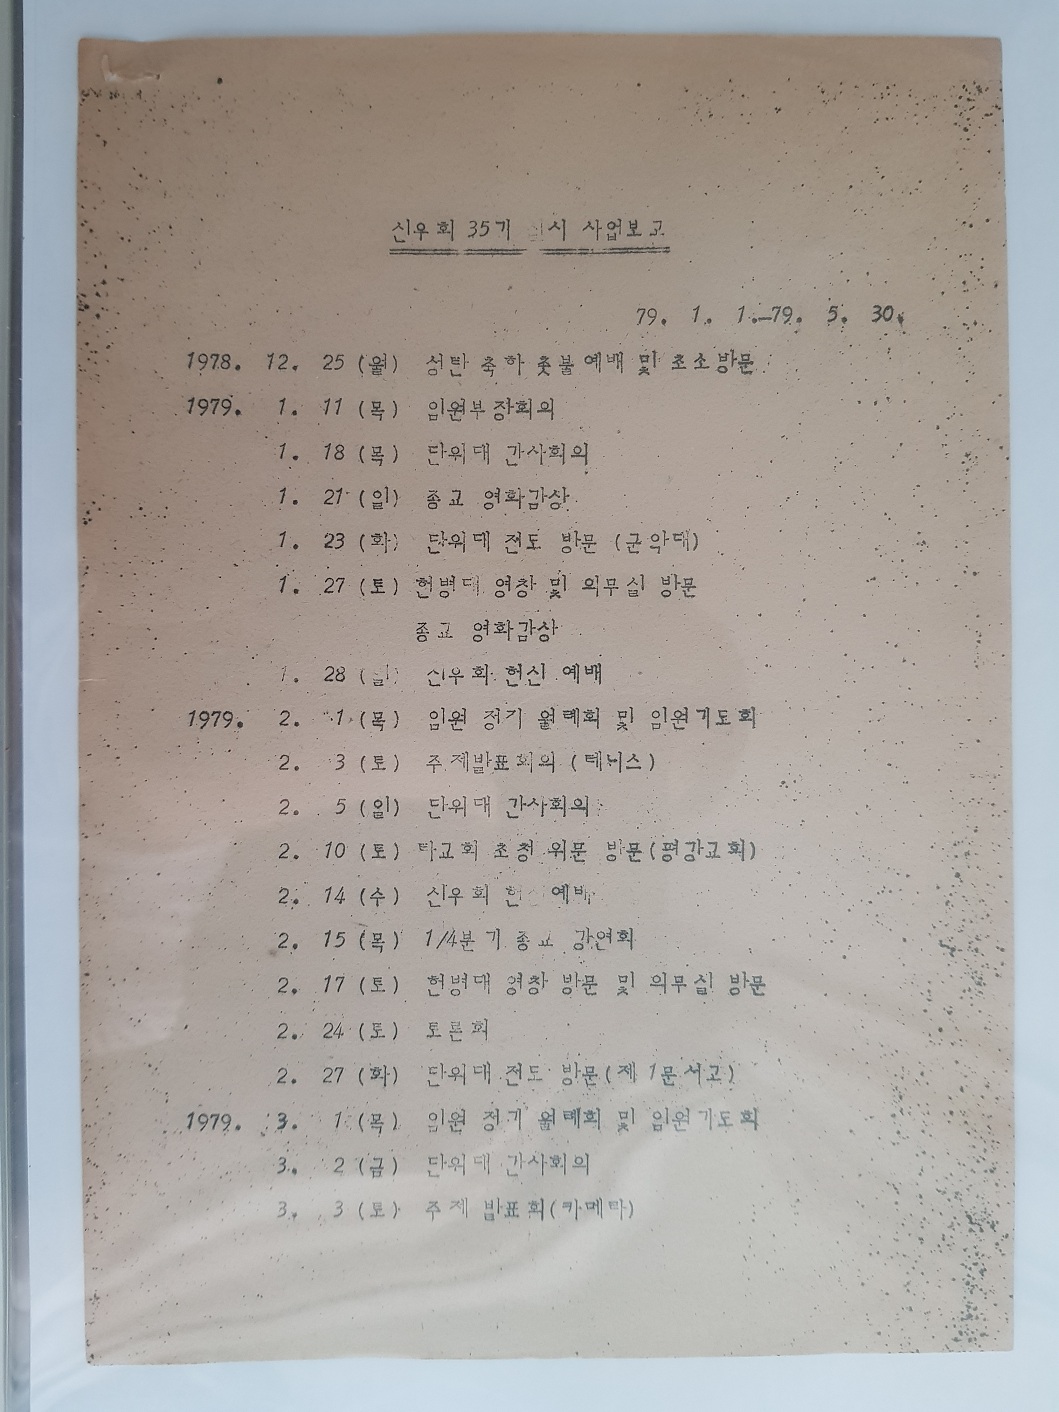 신우회 35기 실시 사업보고
79. 1. 1.-79. 5. 30.
1978. 12. 25 (월) 성탄 축하 촛불예배 및 초소방문
1979. 1. 11 (목) 임원부장회의
1. 18 (목) 단위대 간사회의
1. 21 (일) 종교 영화감상
1. 23 (화) 단위대 전도 방문 (군악대)
1. 27 (토) 헌병대 영창 및 의무실 방문
종교 영화감상
1. 28 (일) 신우회 헌신 예배
1979. 2. 1 (목) 임원 정기 월례회 및 임원기도회
2. 3 (토) 주제발표회의 (테니스)
2. 5 (일) 단위대 간사회의
2. 10 (토) 타교회 초청 위문 방문(평강교회)
2. 14 (수) 신우회 헌 예배
2. 15 (목) 1/4분기 종교 강연회
2. 17 (토) 헌병대 영창 방문 및 의무실 방문
2. 24 (토) 토론회
2. 27 (화) 단위대 전도 방문(제 1문서고)
1979. 3. 1 (목) 임원 정기 월례회 및 임원기도회
3. 2 (금) 단위대 간사회의
3. 3 (토) 주제 발표회(카메라)